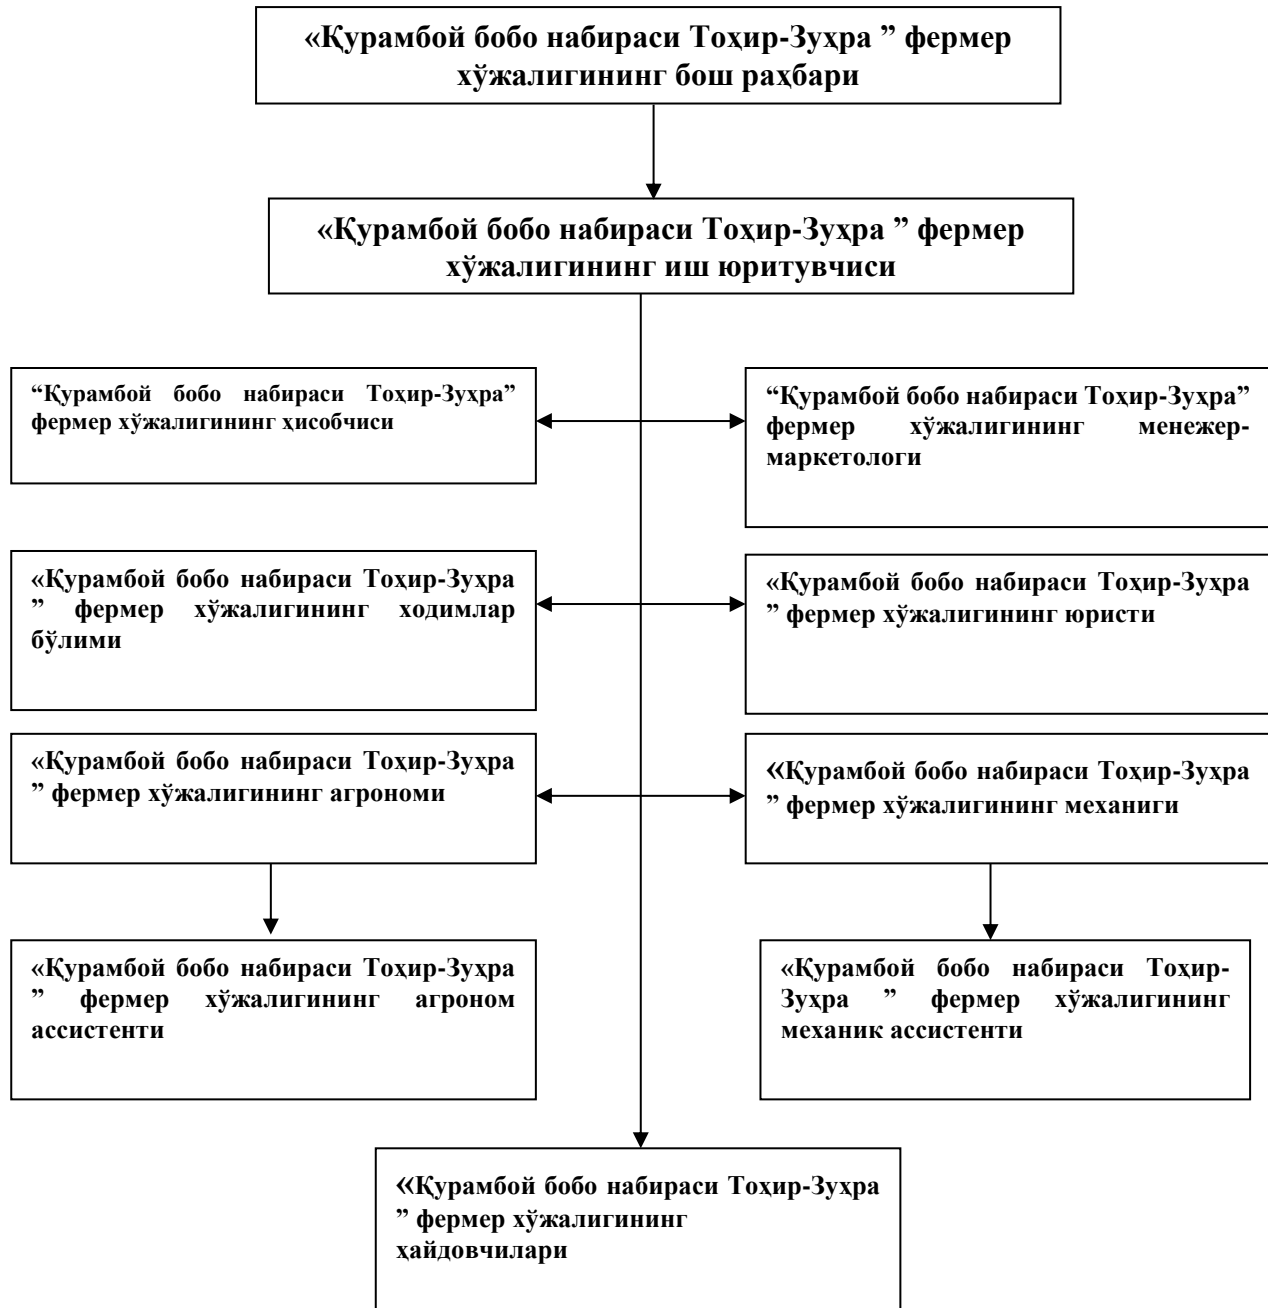 «Қурамбой бобо набираси Тоҳир-Зуҳра ” фермер
хўжалигининг бош раҳбари
«Қурамбой бобо набираси Тоҳир-Зуҳра ” фермер
хўжалигининг иш юритувчиси
“Қурамбой бобо набираси Тоҳир-Зуҳра”
фермер хўжалигининг ҳисобчиси
“Қурамбой бобо набираси Тоҳир-Зуҳра”
фермер хўжалигининг менежер-
маркетологи
«Қурамбой бобо набираси Тоҳир-Зуҳра
” фермер хўжалигининг ходимлар
бўлими
«Қурамбой бобо набираси Тоҳир-Зуҳра
” фермер хўжалигининг юристи
«Қурамбой бобо набираси Тоҳир-Зуҳра
” фермер хўжалигининг агрономи
«Қурамбой бобо набираси Тоҳир-Зуҳра
” фермер хўжалигининг механиги
«Қурамбой бобо набираси Тоҳир-Зуҳра
” фермер хўжалигининг агроном
ассистенти
«Қурамбой бобо набираси Тоҳир-
Зуҳра ” фермер хўжалигининг
механик ассистенти
«Қурамбой бобо набираси Тоҳир-Зуҳра
” фермер хўжалигининг
ҳайдовчилари